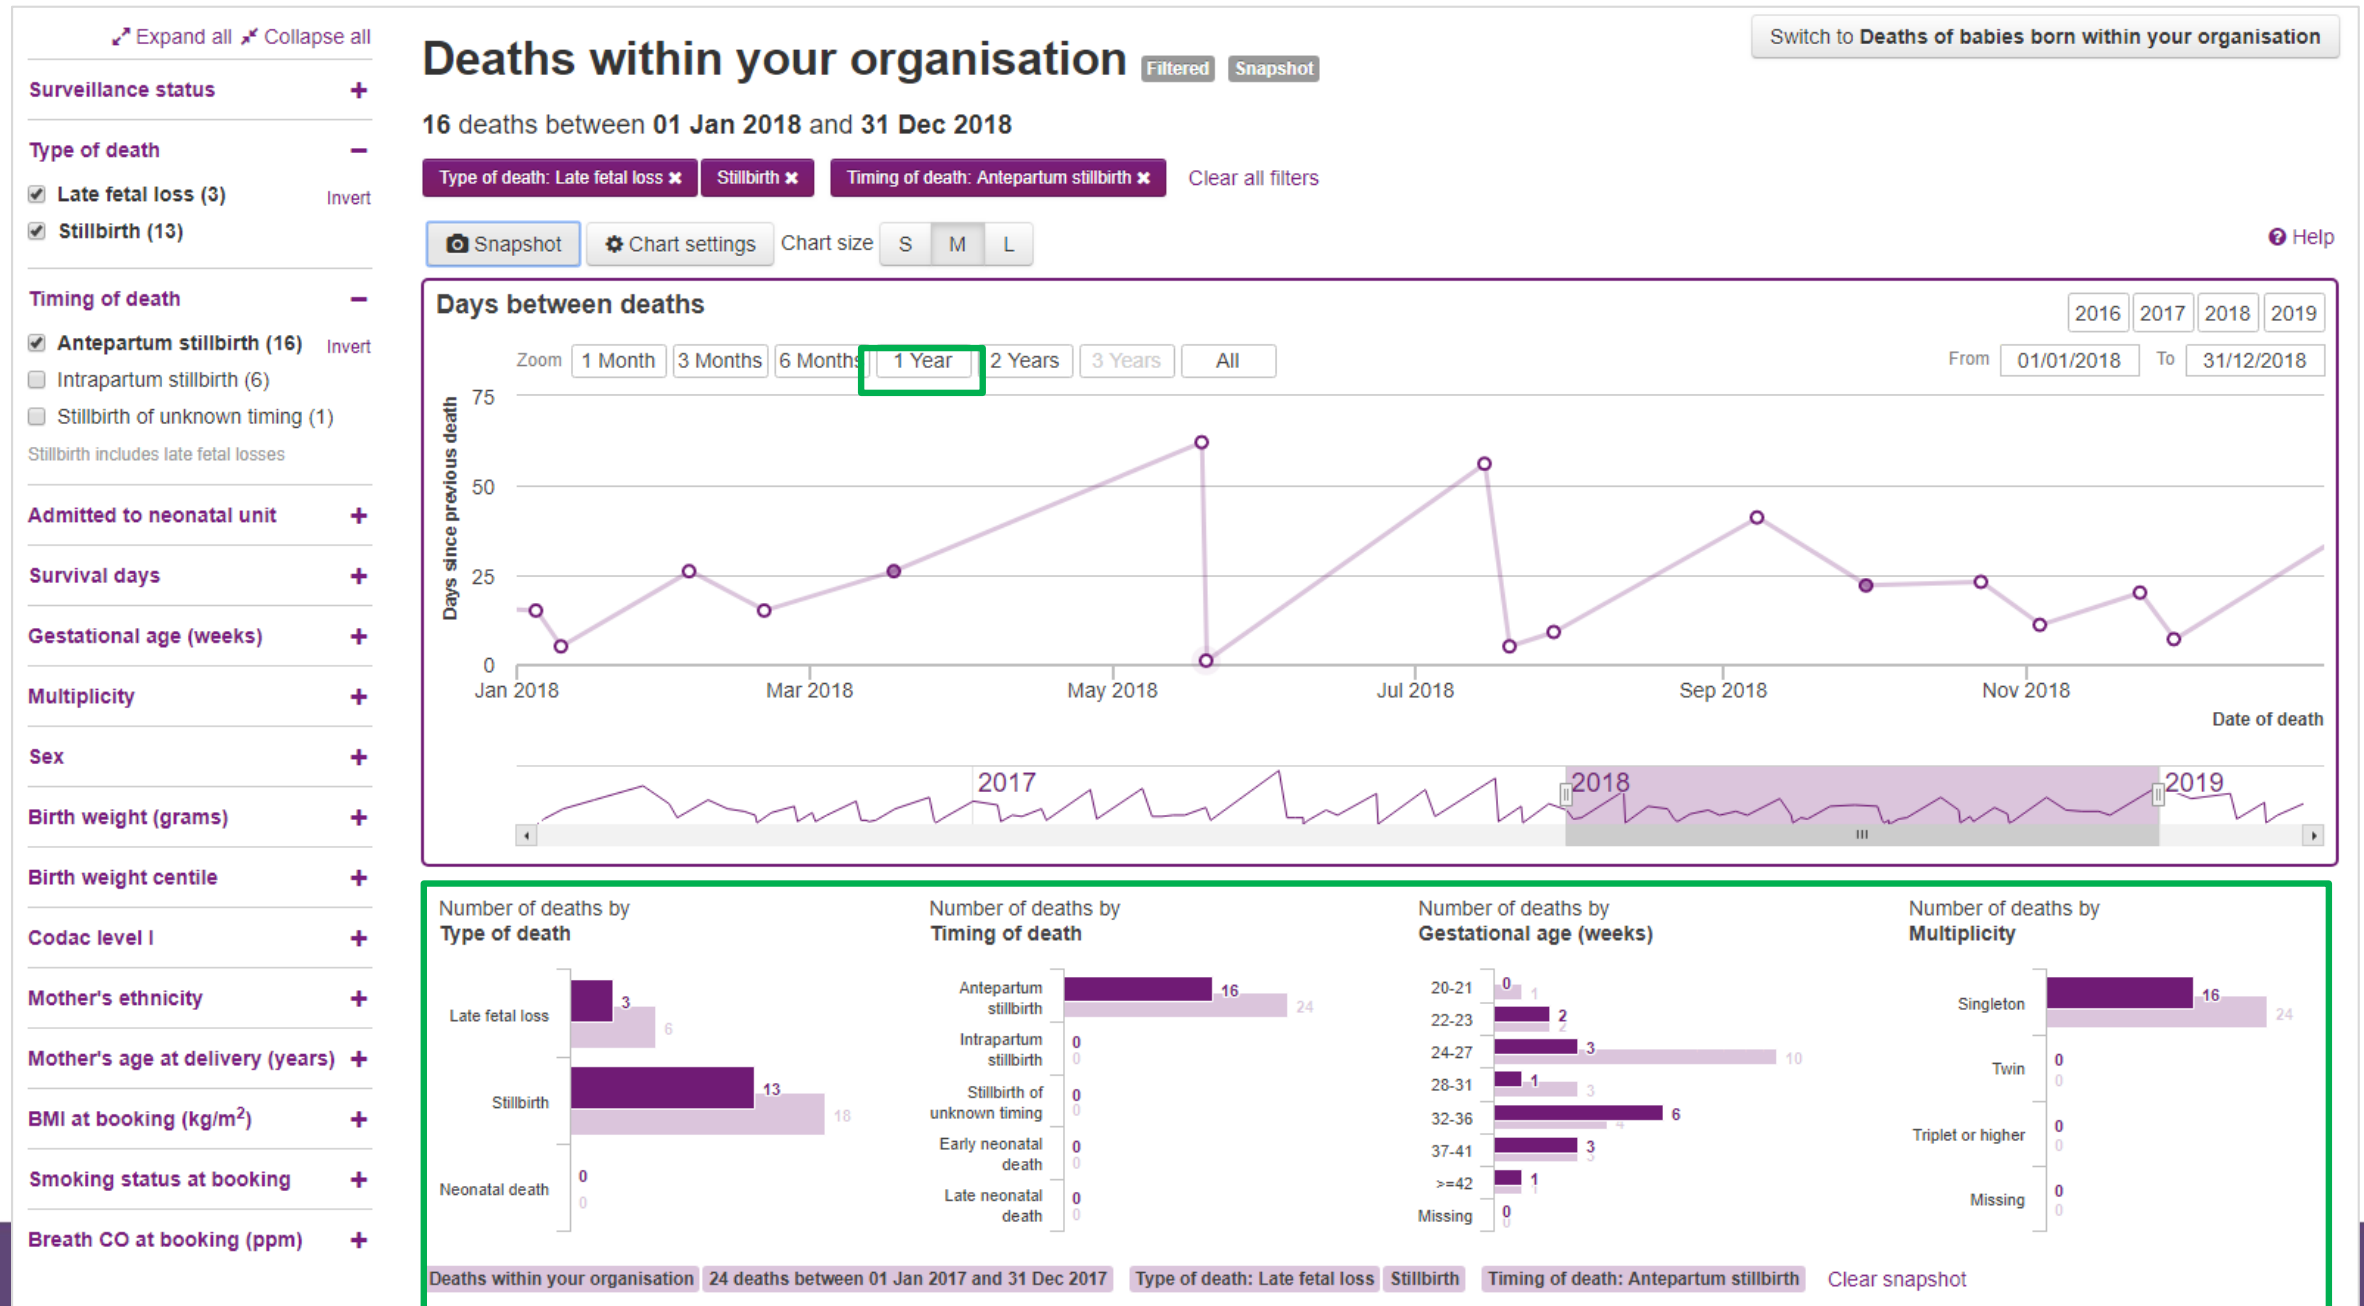 Expand all Collapse all
Surveillance status +
Type of death −
Late fetal loss (3) Invert
Stillbirth (13)
Timing of death −
Antepartum stillbirth (16) Invert
Intrapartum stillbirth (6)
Stillbirth of unknown timing (1)
Stillbirth includes late fetal losses
Admitted to neonatal unit +
Survival days +
Gestational age (weeks) +
Multiplicity +
Sex +
Birth weight (grams) +
Birth weight centile +
Codac level I +
Mother's ethnicity +
Mother's age at delivery (years) +
BMI at booking (kg/m²) +
Smoking status at booking +
Breath CO at booking (ppm) +
Deaths within your organisation Filtered Snapshot
Switch to Deaths of babies born within your organisation
16 deaths between 01 Jan 2018 and 31 Dec 2018
Type of death: Late fetal loss × Stillbirth × Timing of death: Antepartum stillbirth × Clear all filters
Snapshot Chart settings Chart size S M L
Help
Days between deaths
2016 2017 2018 2019
Zoom 1 Month 3 Months 6 Months 1 Year 2 Years 3 Years All
From 01/01/2018 To 31/12/2018
Days since previous death
75
50
25
0
Jan 2018 Mar 2018 May 2018 Jul 2018 Sep 2018 Nov 2018
Date of death
2017 2018 2019
Number of deaths by
Type of death
Late fetal loss 3 6
Stillbirth 13 18
Neonatal death 0 0
Number of deaths by
Timing of death
Antepartum
stillbirth 16 24
Intrapartum
stillbirth 0 0
Stillbirth of
unknown timing 0 0
Early neonatal
death 0 0
Late neonatal
death 0 0
Number of deaths by
Gestational age (weeks)
20-21 0 1
22-23 2 2
24-27 3 10
28-31 1 3
32-36 6 4
37-41 3 3
>=42 1 1
Missing 0 0
Number of deaths by
Multiplicity
Singleton 16 24
Twin 0 0
Triplet or higher 0 0
Missing 0 0
Deaths within your organisation 24 deaths between 01 Jan 2017 and 31 Dec 2017 Type of death: Late fetal loss Stillbirth Timing of death: Antepartum stillbirth Clear snapshot